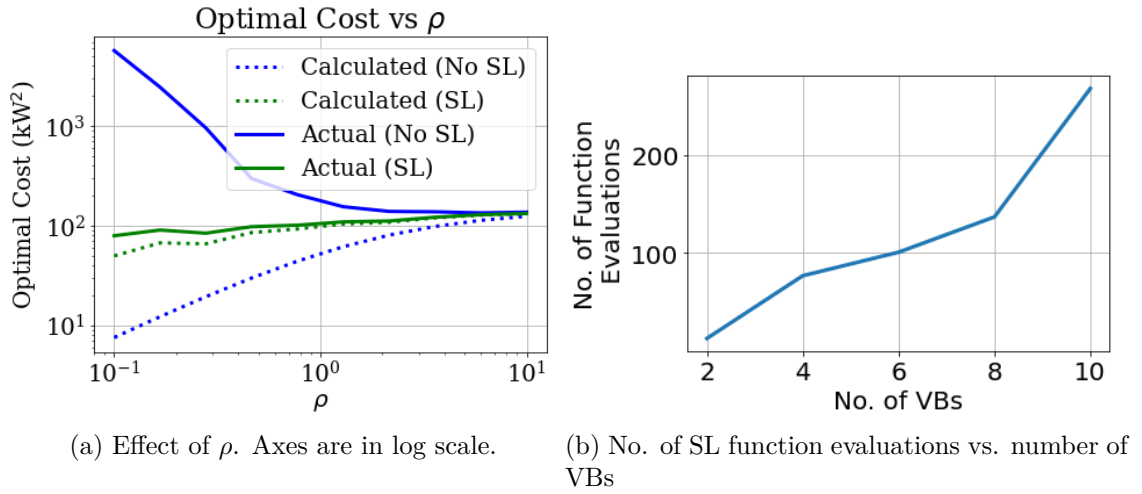 Optimal Cost vs ρ
Optimal Cost (kW²)
10³
10²
10¹
Calculated (No SL)
Calculated (SL)
Actual (No SL)
Actual (SL)
10⁻¹ 10⁰ 10¹
ρ
(a) Effect of ρ. Axes are in log scale.
No. of Function
Evaluations
200
100
2 4 6 8 10
No. of VBs
(b) No. of SL function evaluations vs. number of
VBs